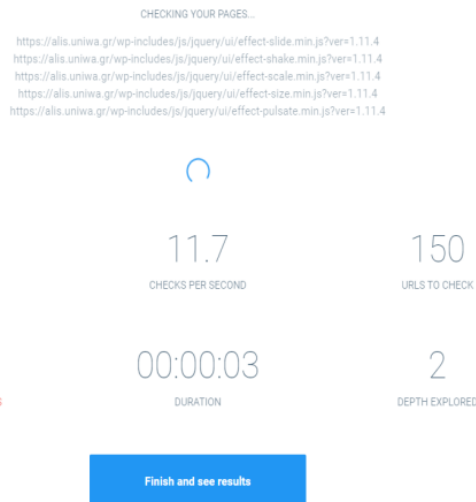 CHECKING YOUR PAGES...
https://alis.uniwa.gr/wp-includes/js/jquery/ui/effect-slide.min.js?ver=1.11.4
https://alis.uniwa.gr/wp-includes/js/jquery/ui/effect-shake.min.js?ver=1.11.4
https://alis.uniwa.gr/wp-includes/js/jquery/ui/effect-scale.min.js?ver=1.11.4
https://alis.uniwa.gr/wp-includes/js/jquery/ui/effect-size.min.js?ver=1.11.4
https://alis.uniwa.gr/wp-includes/js/jquery/ui/effect-pulsate.min.js?ver=1.11.4
11.7 150
CHECKS PER SECOND URLS TO CHECK
00:00:03 2
DURATION DEPTH EXPLORED
Finish and see results